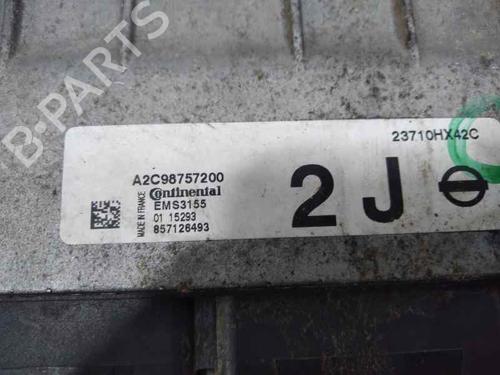 23710HX42C
A2C98757200
Continental
EMS3155
01 15293
857126493
MADE IN FRANCE
2 J
B-PARTS